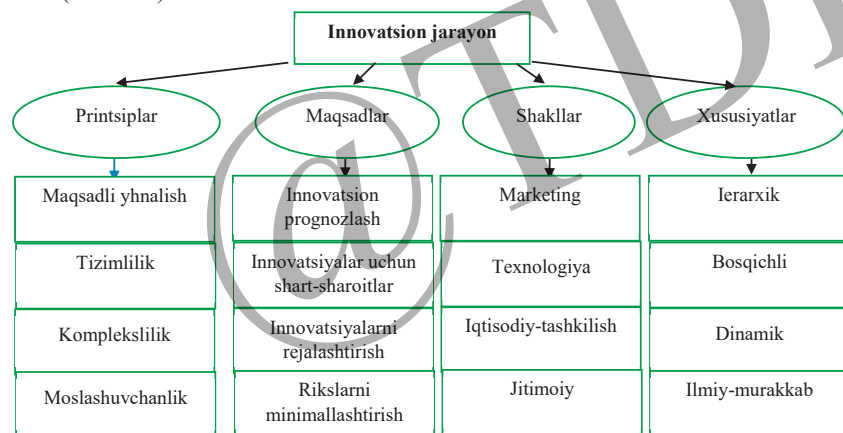 Innovatsion jarayon
Printsiplar
Maqsadlar
Shakllar
Xususiyatlar
Maqsadli yhnalish
Innovatsion
prognozlash
Marketing
Ierarxik
Tizimlilik
Innovatsiyalar uchun
shart-sharoitlar
Texnologiya
Bosqichli
Komplekslilik
Innovatsiyalarni
rejalashtirish
Iqtisodiy-tashkilish
Dinamik
Moslashuvchanlik
Rikslarni
minimallashtirish
Jitimoiy
Ilmiy-murakkab